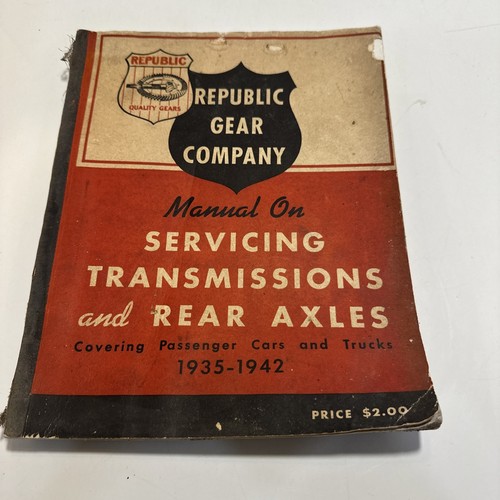 REPUBLIC
QUALITY GEARS
REPUBLIC
GEAR
COMPANY
Manual On
SERVICING
TRANSMISSIONS
and REAR AXLES
Covering Passenger Cars and Trucks
1935-1942
PRICE $2.00